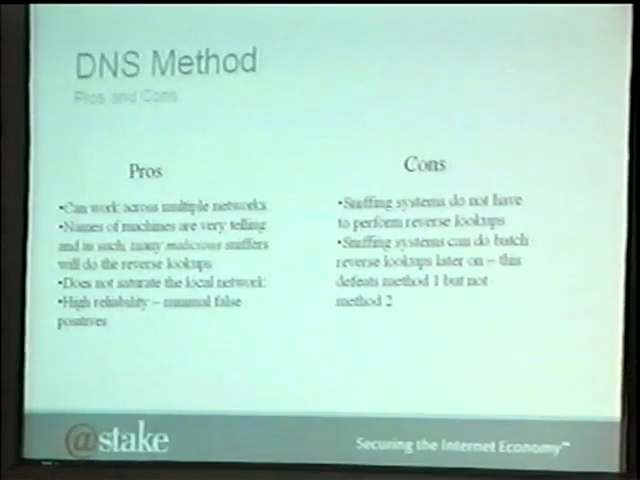 DNS Method
Pros and Cons
Pros
•Can work across multiple networks
•Names of machines are very telling
and as such, many malicious snuffers
will do the reverse lookups
•Does not saturate the local network
•High reliability – minimal false
positives
Cons
•Snuffing systems do not have
to perform reverse lookups
•Snuffing systems can do batch
reverse lookups later on – this
defeats method 1 but not
method 2
@stake
Securing the Internet Economy™